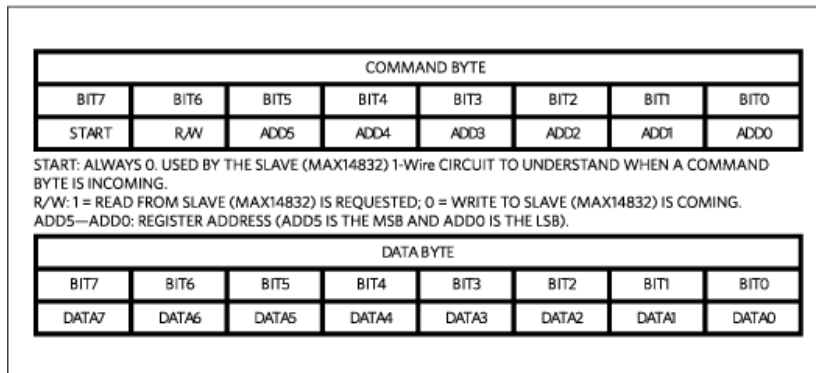 COMMAND BYTE
BIT7 BIT6 BIT5 BIT4 BIT3 BIT2 BIT1 BIT0
START R/W ADD5 ADD4 ADD3 ADD2 ADD1 ADD0
START: ALWAYS 0. USED BY THE SLAVE (MAX14832) 1-Wire CIRCUIT TO UNDERSTAND WHEN A COMMAND
BYTE IS INCOMING.
R/W: 1 = READ FROM SLAVE (MAX14832) IS REQUESTED; 0 = WRITE TO SLAVE (MAX14832) IS COMING.
ADD5—ADD0: REGISTER ADDRESS (ADD5 IS THE MSB AND ADD0 IS THE LSB).
DATA BYTE
BIT7 BIT6 BIT5 BIT4 BIT3 BIT2 BIT1 BIT0
DATA7 DATA6 DATA5 DATA4 DATA3 DATA2 DATA1 DATA0